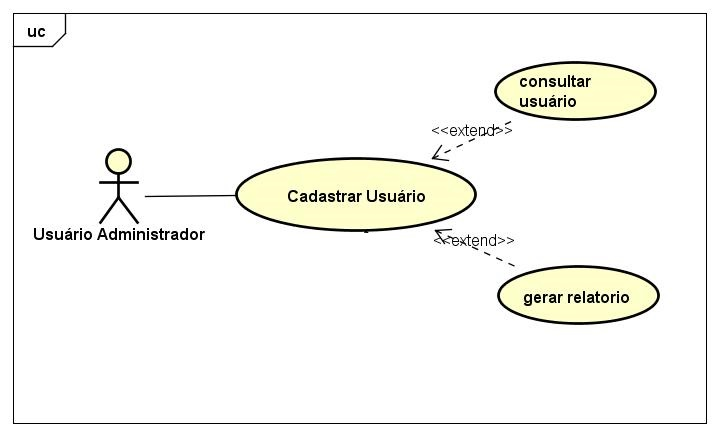 uc
consultar
usuário
<<extend>>
Cadastrar Usuário
Usuário Administrador
<<extend>>
gerar relatorio